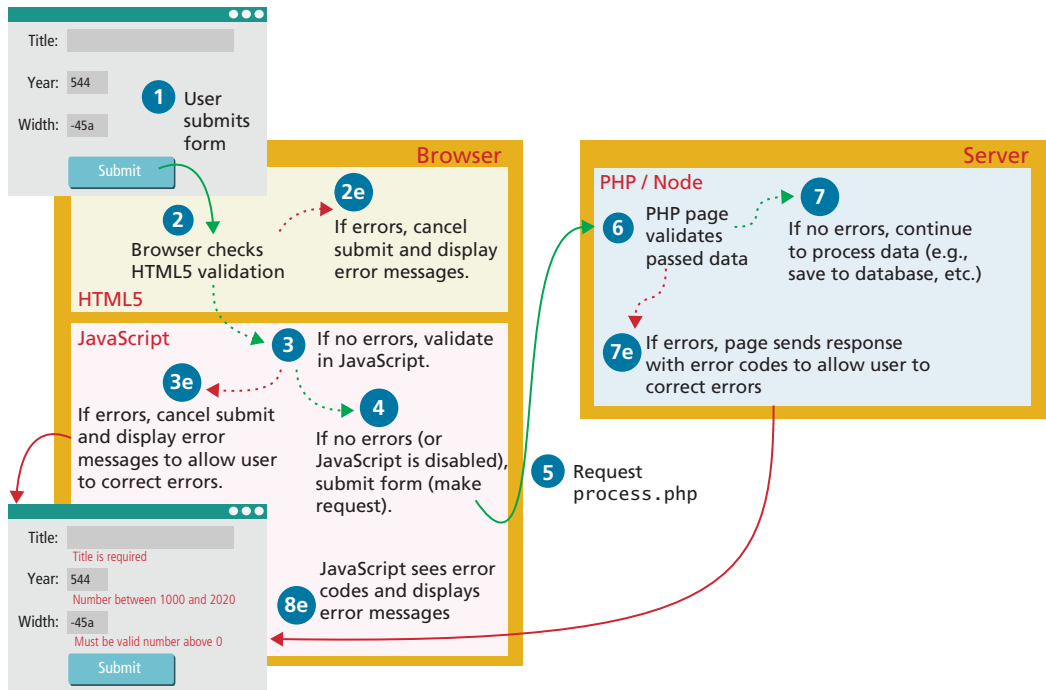 Title:
Year: 544
Width: -45a
Submit
1 User
submits
form
Browser
2
Browser checks
HTML5 validation
2e
If errors, cancel
submit and display
error messages.
HTML5
JavaScript
3 If no errors, validate
in JavaScript.
3e
If errors, cancel submit
and display error
messages to allow user
to correct errors.
4
If no errors (or
JavaScript is disabled),
submit form (make
request).
5 Request
process.php
Server
PHP / Node
6 PHP page
validates
passed data
7
If no errors, continue
to process data (e.g.,
save to database, etc.)
7e If errors, page sends response
with error codes to allow user to
correct errors
8e JavaScript sees error
codes and displays
error messages
Title:
Title is required
Year: 544
Number between 1000 and 2020
Width: -45a
Must be valid number above 0
Submit